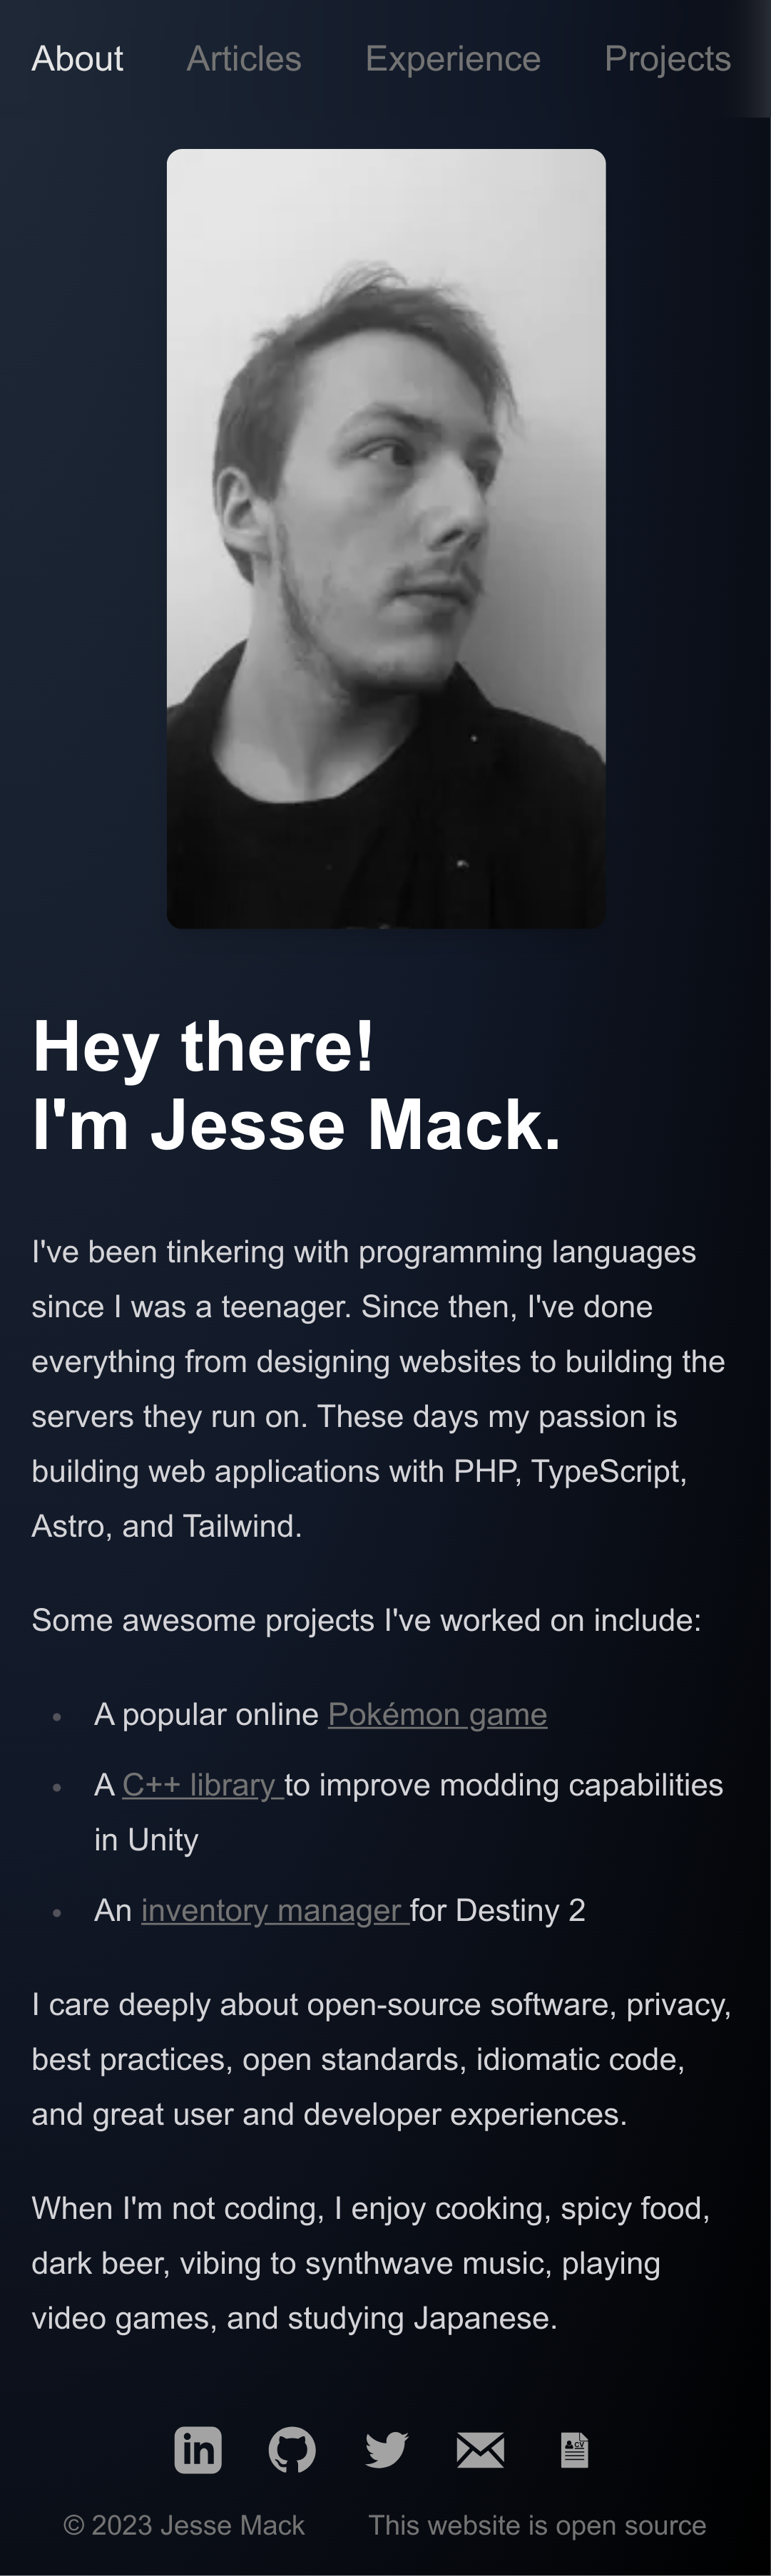 About Articles Experience Projects
Hey there!
I'm Jesse Mack.
I've been tinkering with programming languages
since I was a teenager. Since then, I've done
everything from designing websites to building the
servers they run on. These days my passion is
building web applications with PHP, TypeScript,
Astro, and Tailwind.
Some awesome projects I've worked on include:
• A popular online Pokémon game
• A C++ library to improve modding capabilities
in Unity
• An inventory manager for Destiny 2
I care deeply about open-source software, privacy,
best practices, open standards, idiomatic code,
and great user and developer experiences.
When I'm not coding, I enjoy cooking, spicy food,
dark beer, vibing to synthwave music, playing
video games, and studying Japanese.
in CV
© 2023 Jesse Mack This website is open source